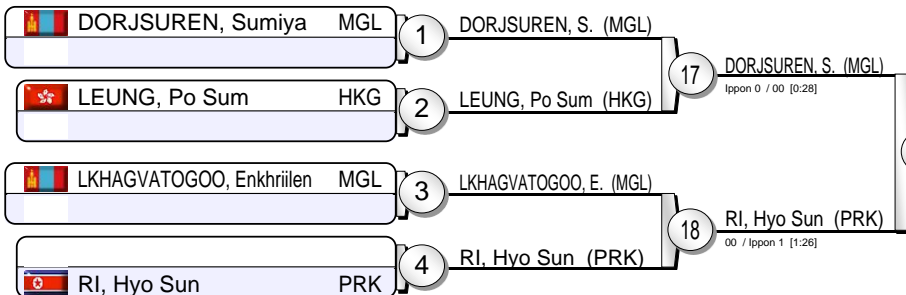 DORJSUREN, Sumiya MGL
1
DORJSUREN, S. (MGL)
17
DORJSUREN, S. (MGL)
Ippon 0 / 00 [0:28]
LEUNG, Po Sum HKG
2
LEUNG, Po Sum (HKG)
LKHAGVATOGOO, Enkhriilen MGL
3
LKHAGVATOGOO, E. (MGL)
18
RI, Hyo Sun (PRK)
00 / Ippon 1 [1:26]
4
RI, Hyo Sun (PRK)
RI, Hyo Sun PRK